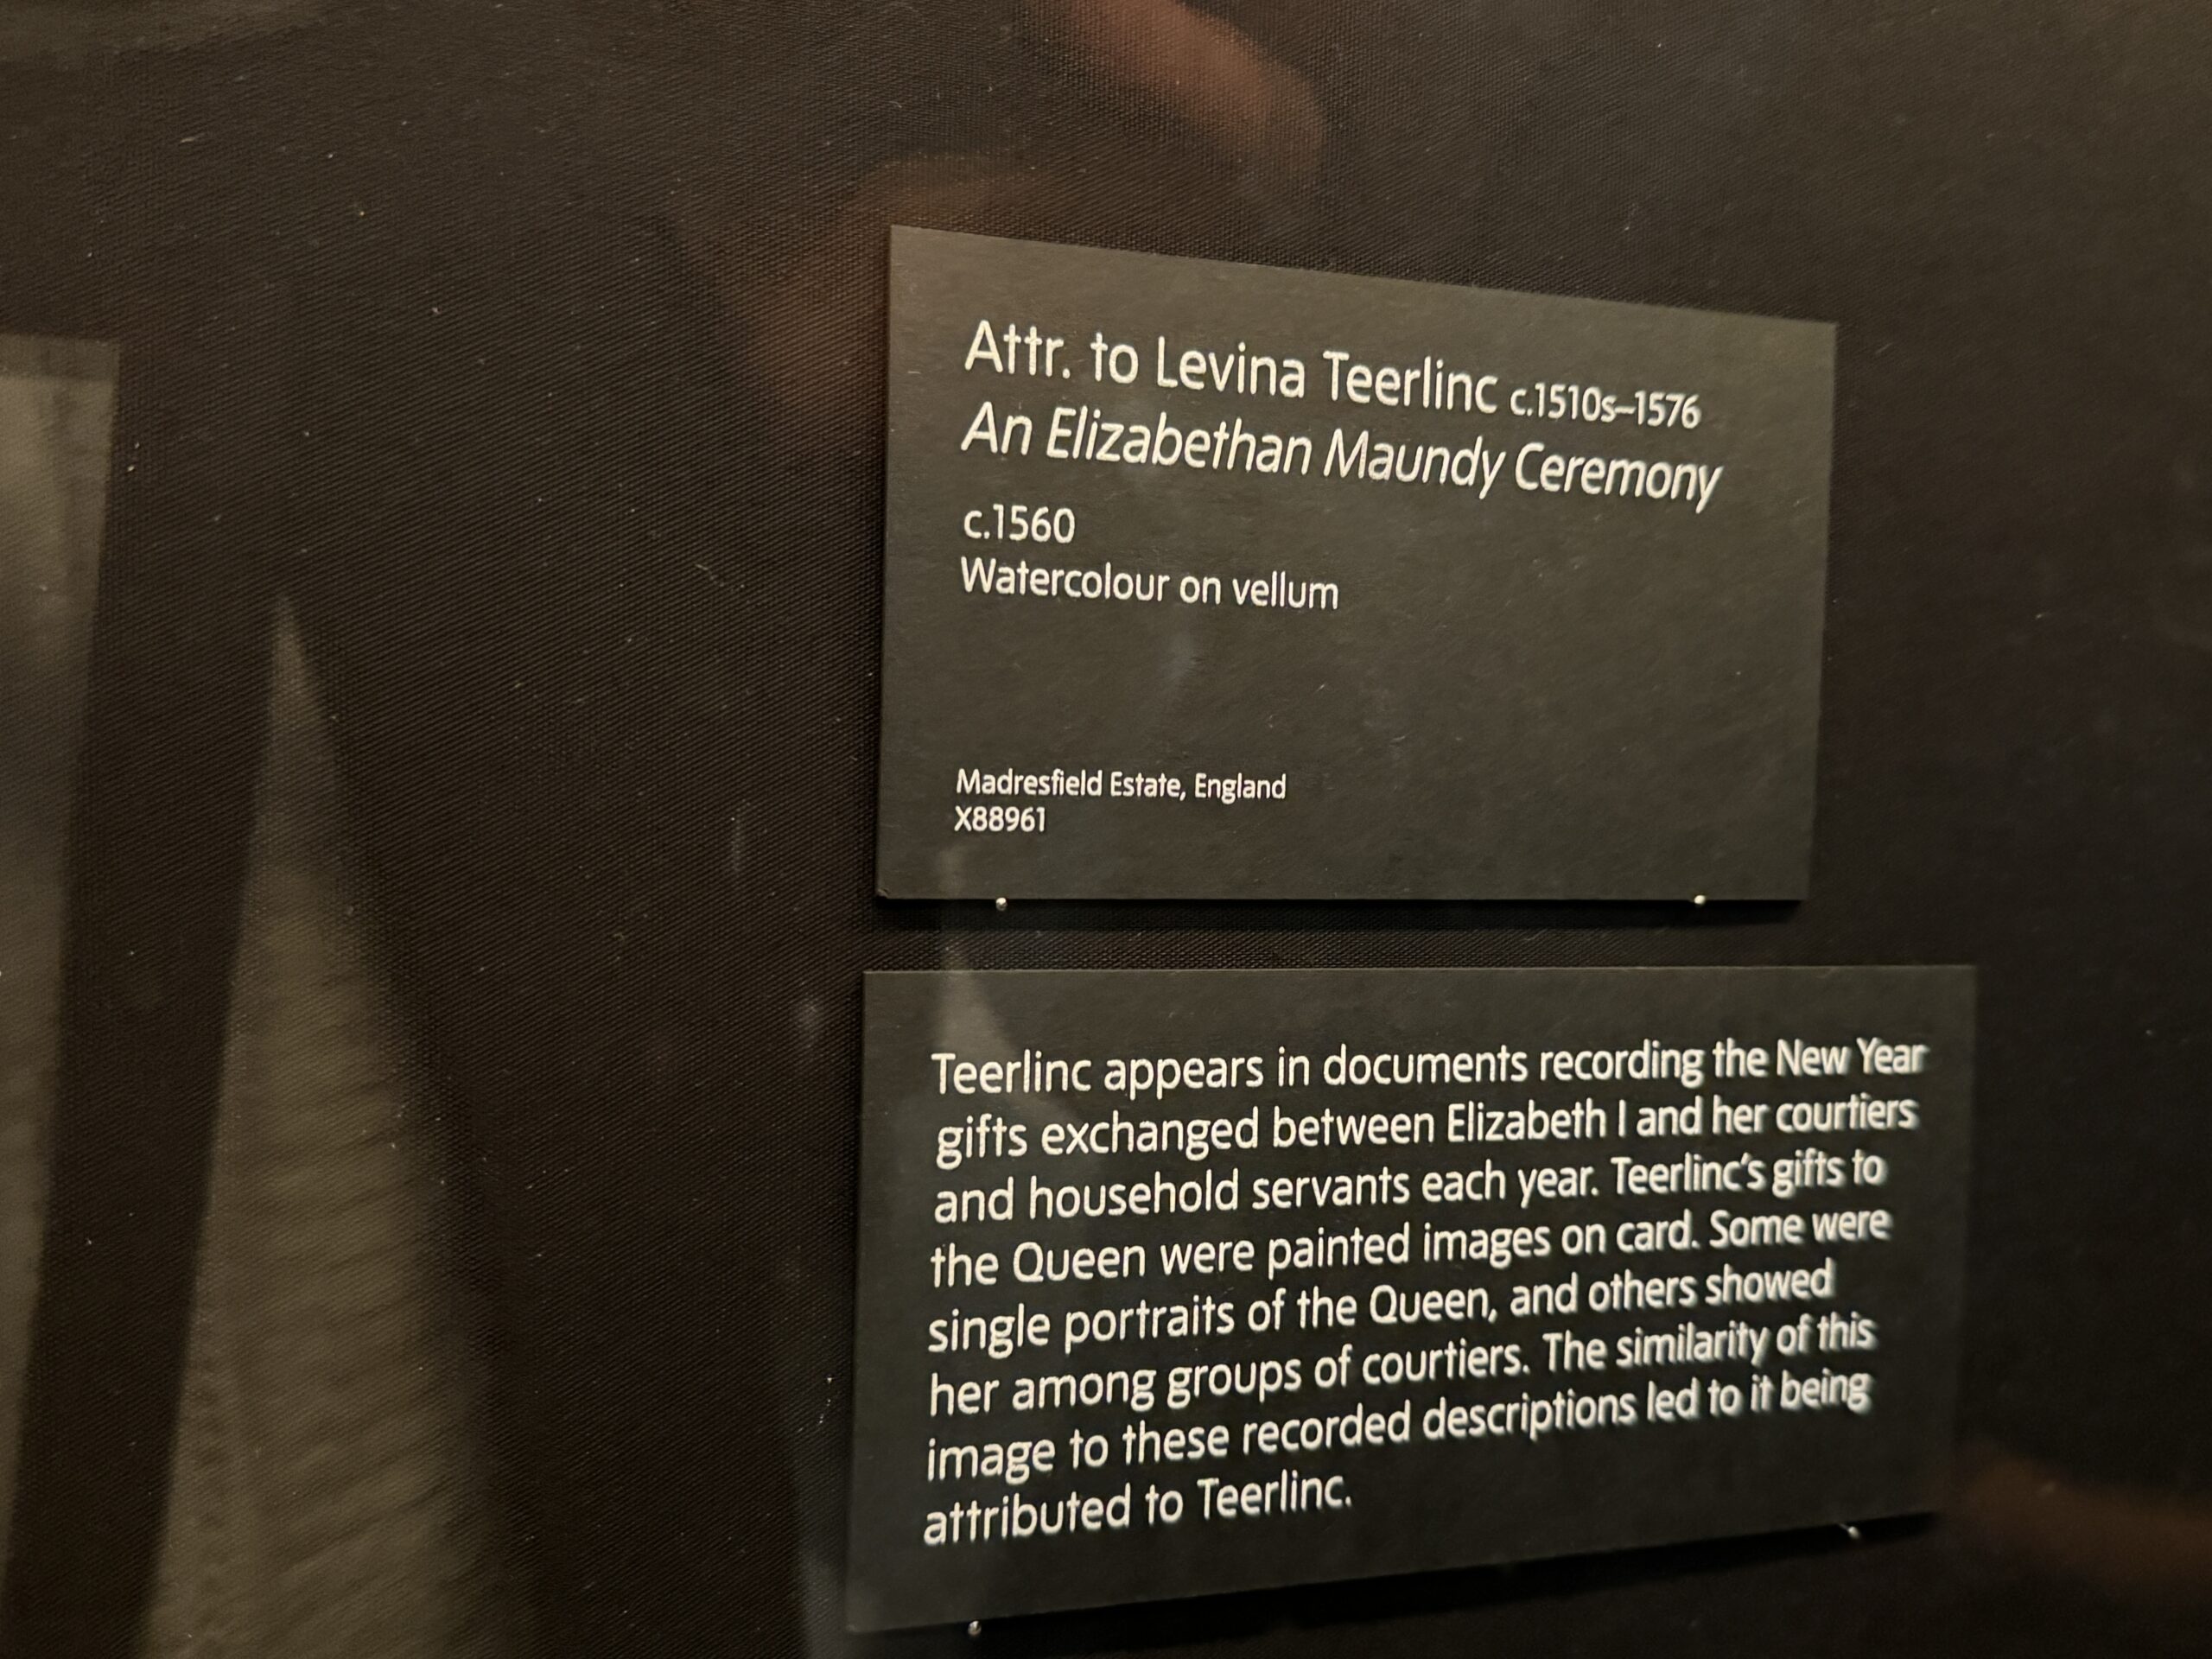 Attr. to Levina Teerlinc c.1510s–1576
An Elizabethan Maundy Ceremony
c.1560
Watercolour on vellum
Madresfield Estate, England
X88961
Teerlinc appears in documents recording the New Year
gifts exchanged between Elizabeth I and her courtiers
and household servants each year. Teerlinc's gifts to
the Queen were painted images on card. Some were
single portraits of the Queen, and others showed
her among groups of courtiers. The similarity of this
image to these recorded descriptions led to it being
attributed to Teerlinc.